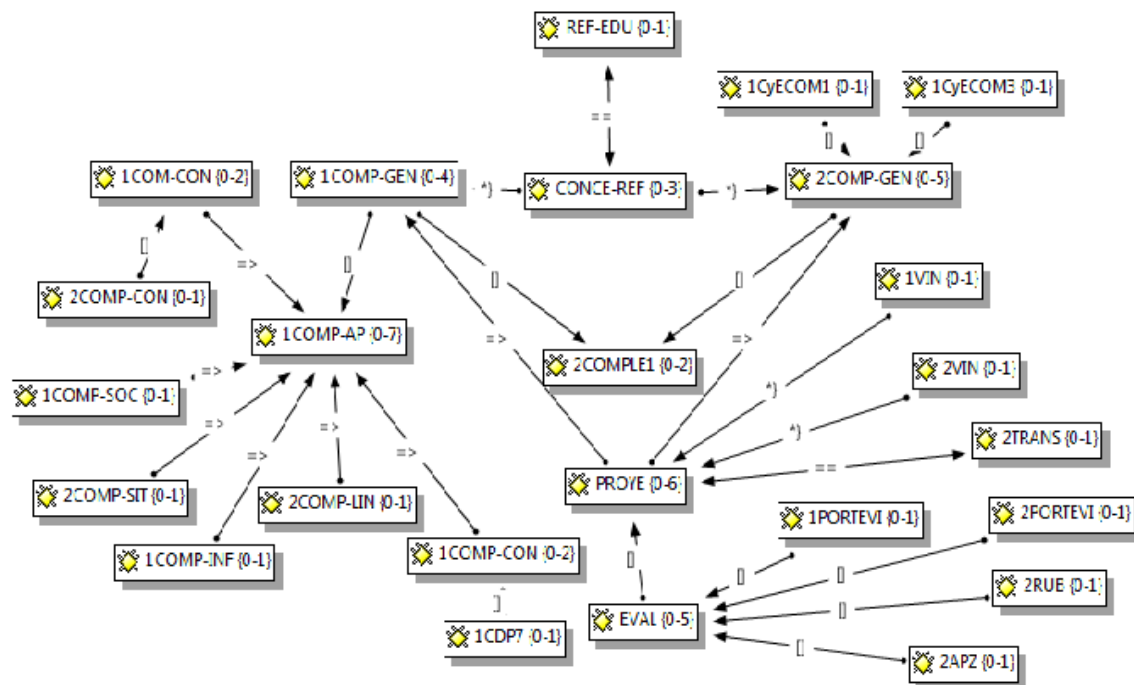 REF-EDU {0-1}
1CyECOM1 {0-1}
1CyECOM3 {0-1}
==
[]
[]
1COM-CON {0-2}
1COMP-GEN {0-4}
*}
CONCE-REF {0-3}
*}
2COMP-GEN {0-5}
[]
=>
[]
[]
[]
1VIN {0-1}
2COMP-CON {0-1}
1COMP-AP {0-7}
=>
=>
2COMPLE1 {0-2}
2VIN {0-1}
=>
1COMP-SOC {0-1}
*}
*}
=>
=>
=>
=>
2TRANS {0-1}
==
2COMP-SIT {0-1}
2COMP-LIN {0-1}
PROYE {0-6}
1PORTEVI {0-1}
2PORTEVI {0-1}
1COMP-INF {0-1}
1COMP-CON {0-2}
[]
[]
[]
2RUB {0-1}
]
[]
1CDP7 {0-1}
EVAL {0-5}
[]
2APZ {0-1}